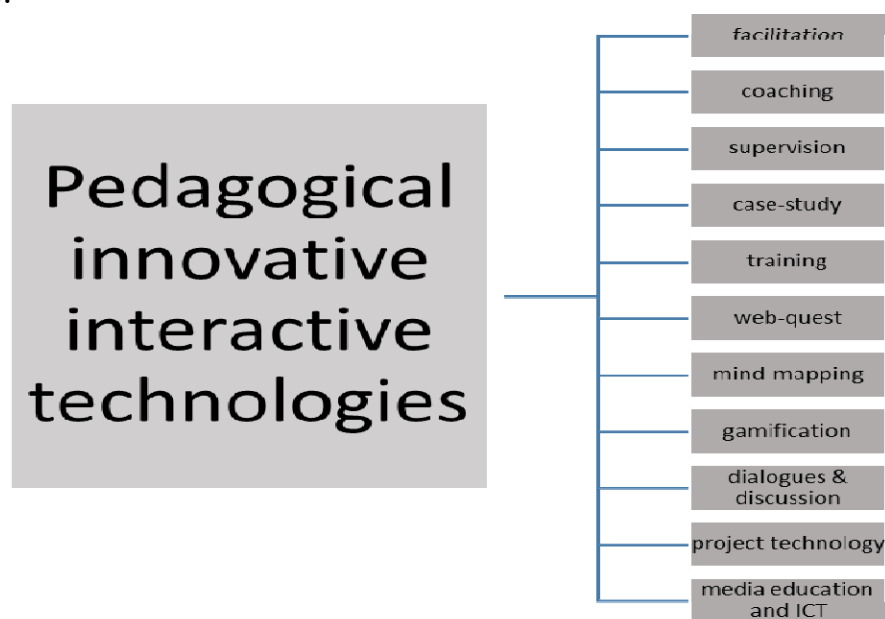 Pedagogical
innovative
interactive
technologies
facilitation
coaching
supervision
case-study
training
web-quest
mind mapping
gamification
dialogues &
discussion
project technology
media education
and ICT